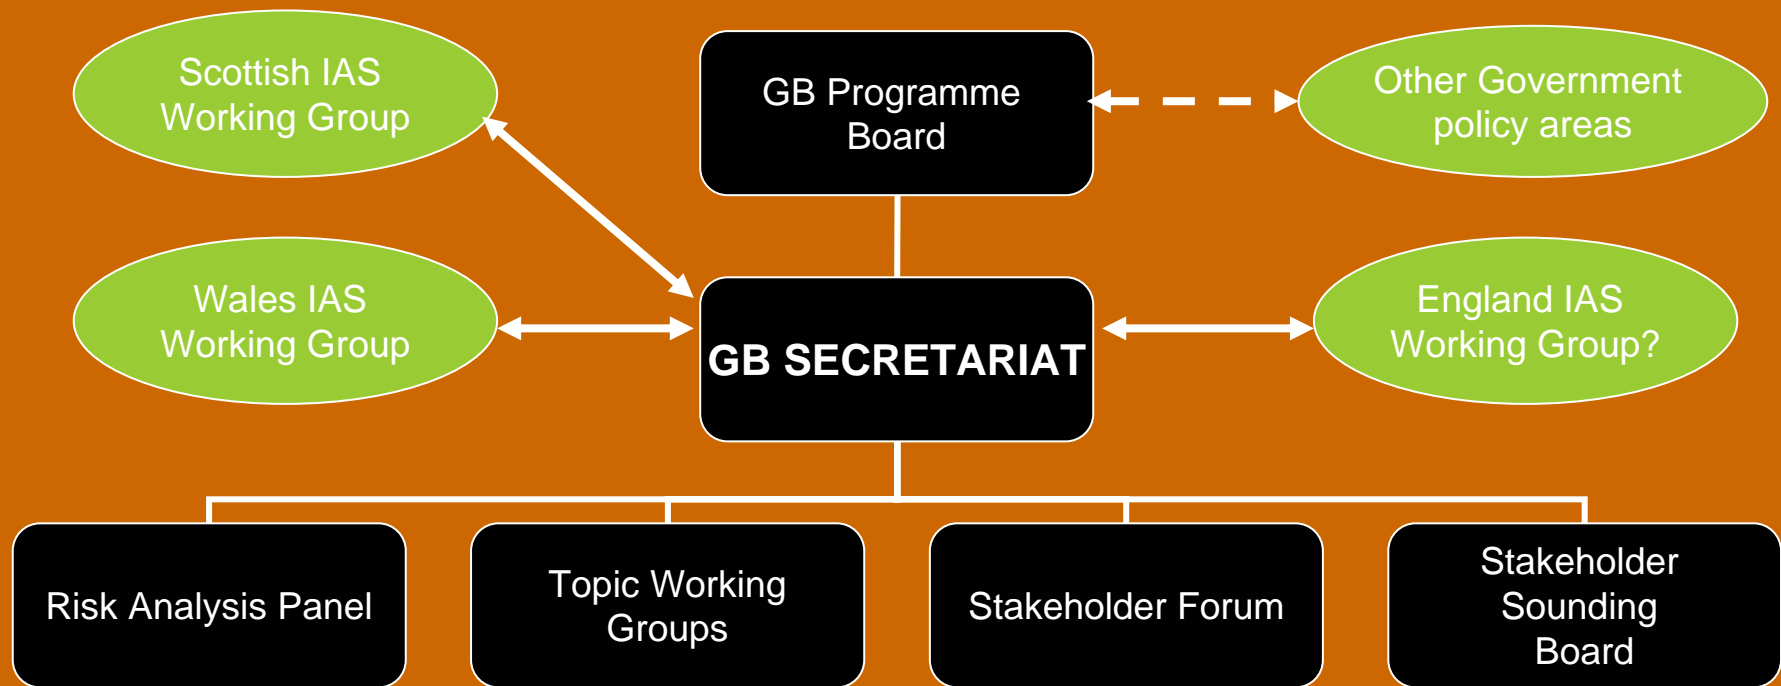 Scottish IAS
Working Group
GB Programme
Board
Other Government
policy areas
Wales IAS
Working Group
GB SECRETARIAT
England IAS
Working Group?
Risk Analysis Panel
Topic Working
Groups
Stakeholder Forum
Stakeholder
Sounding
Board